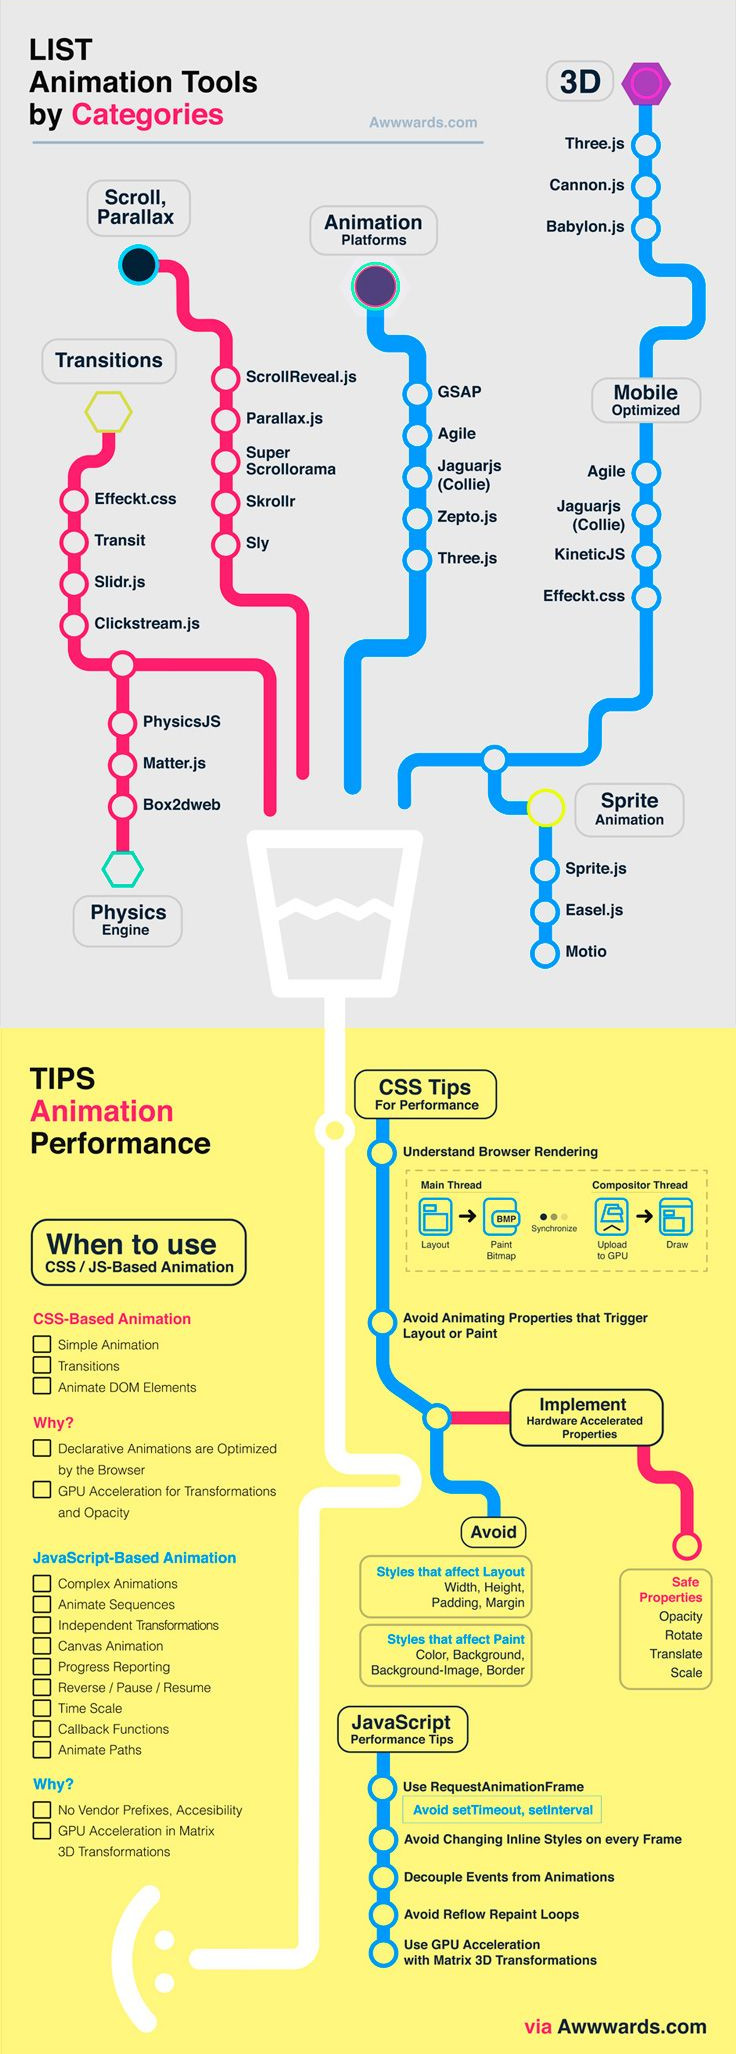 LIST
Animation Tools
by Categories
Awwwards.com
3D
Three.js
Cannon.js
Babylon.js
Scroll,
Parallax
ScrollReveal.js
Parallax.js
Super
Scrollorama
Skrollr
Sly
Animation
Platforms
GSAP
Agile
Jaguarjs
(Collie)
Zepto.js
Three.js
Transitions
Effeckt.css
Transit
Slidr.js
Clickstream.js
Mobile
Optimized
Agile
Jaguarjs
(Collie)
KineticJS
Effeckt.css
PhysicsJS
Matter.js
Box2dweb
Physics
Engine
Sprite
Animation
Sprite.js
Easel.js
Motio
TIPS
Animation
Performance
When to use
CSS / JS-Based Animation
CSS-Based Animation
Simple Animation
Transitions
Animate DOM Elements
Why?
Declarative Animations are Optimized
by the Browser
GPU Acceleration for Transformations
and Opacity
JavaScript-Based Animation
Complex Animations
Animate Sequences
Independent Transformations
Canvas Animation
Progress Reporting
Reverse / Pause / Resume
Time Scale
Callback Functions
Animate Paths
Why?
No Vendor Prefixes, Accesibility
GPU Acceleration in Matrix
3D Transformations
CSS Tips
For Performance
Understand Browser Rendering
Main Thread
Compositor Thread
BMP
Layout
Paint
Bitmap
Synchronize
Upload
to GPU
Draw
Avoid Animating Properties that Trigger
Layout or Paint
Implement
Hardware Accelerated
Properties
Avoid
Styles that affect Layout
Width, Height,
Padding, Margin
Styles that affect Paint
Color, Background,
Background-Image, Border
Safe
Properties
Opacity
Rotate
Translate
Scale
JavaScript
Performance Tips
Use RequestAnimationFrame
Avoid setTimeout, setInterval
Avoid Changing Inline Styles on every Frame
Decouple Events from Animations
Avoid Reflow Repaint Loops
Use GPU Acceleration
with Matrix 3D Transformations
via Awwwards.com